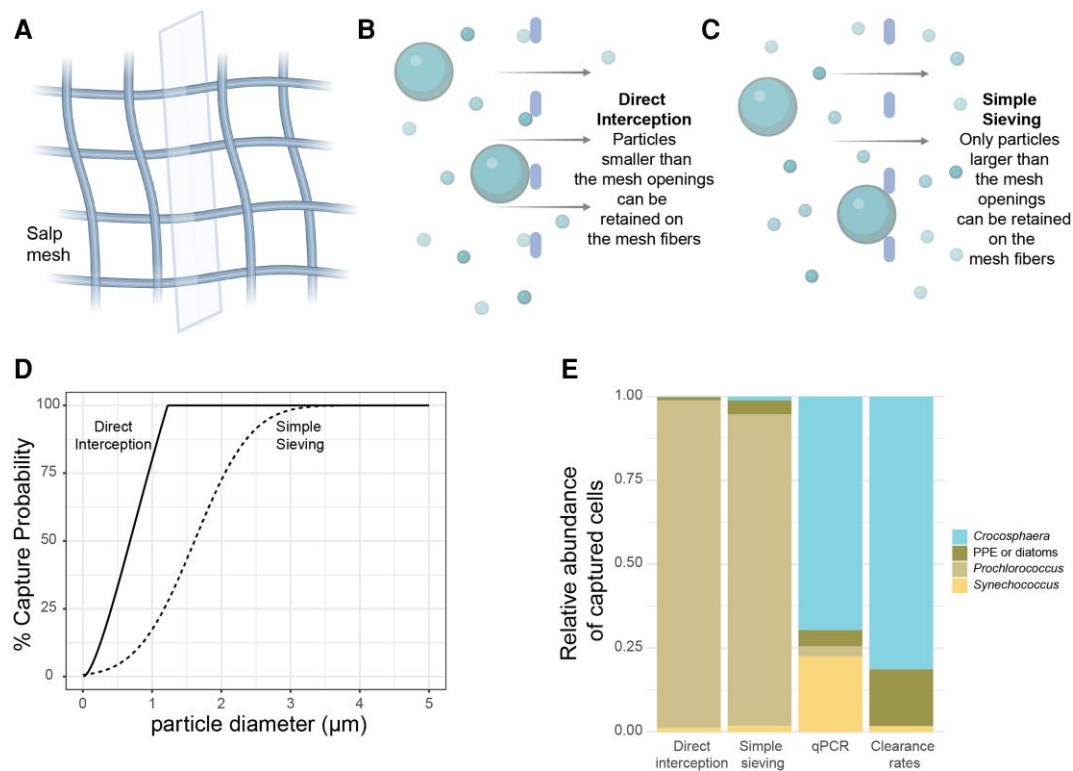 A
Salp
mesh
B
Direct
Interception
Particles
smaller than
the mesh openings
can be
retained on
the mesh fibers
C
Simple
Sieving
Only particles
larger than
the mesh
openings
can be retained
on the
mesh fibers
D
% Capture Probability
100
75
50
25
0
Direct
Interception
Simple
Sieving
0 1 2 3 4 5
particle diameter (μm)
E
Relative abundance
of captured cells
1.00
0.75
0.50
0.25
0.00
Direct
interception
Simple
sieving
qPCR
Clearance
rates
Crocosphaera
PPE or diatoms
Prochlorococcus
Synechococcus